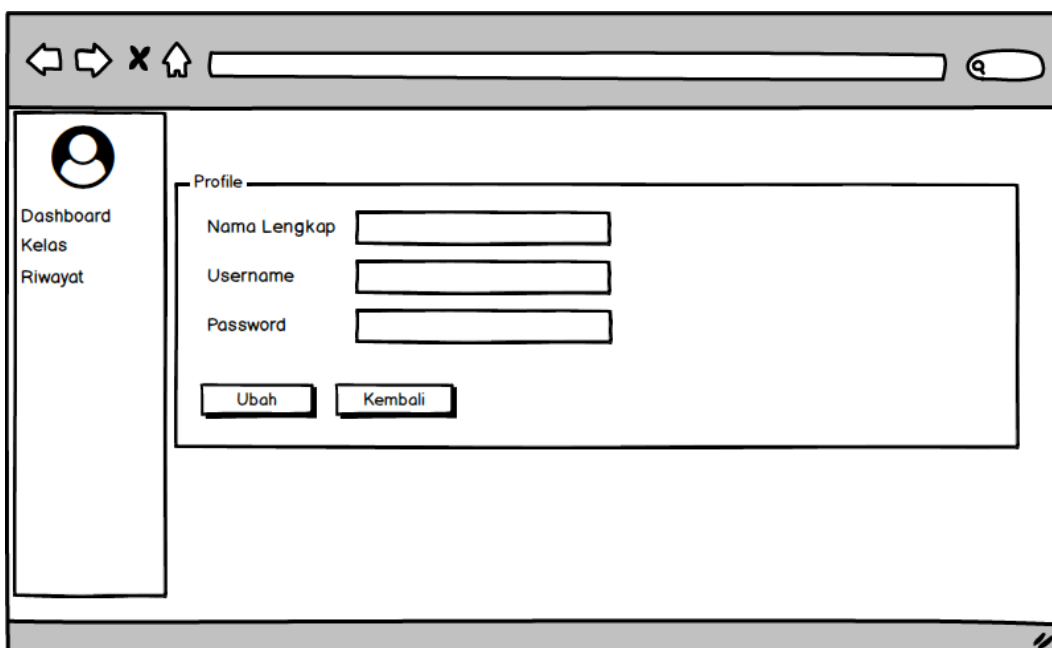 Dashboard
Kelas
Riwayat
Profile
Nama Lengkap
Username
Password
Ubah
Kembali